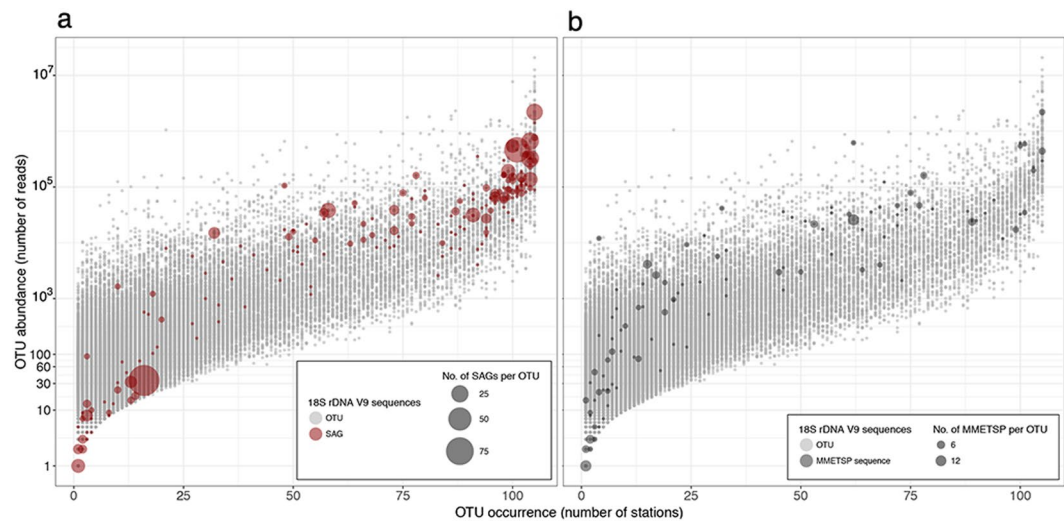 a
b
OTU abundance (number of reads)
10⁷
10⁵
10³
100
60
30
10
1
0
25
50
75
100
0
25
50
75
100
OTU occurrence (number of stations)
18S rDNA V9 sequences
OTU
SAG
No. of SAGs per OTU
25
50
75
18S rDNA V9 sequences
OTU
MMETSP sequence
No. of MMETSP per OTU
6
12